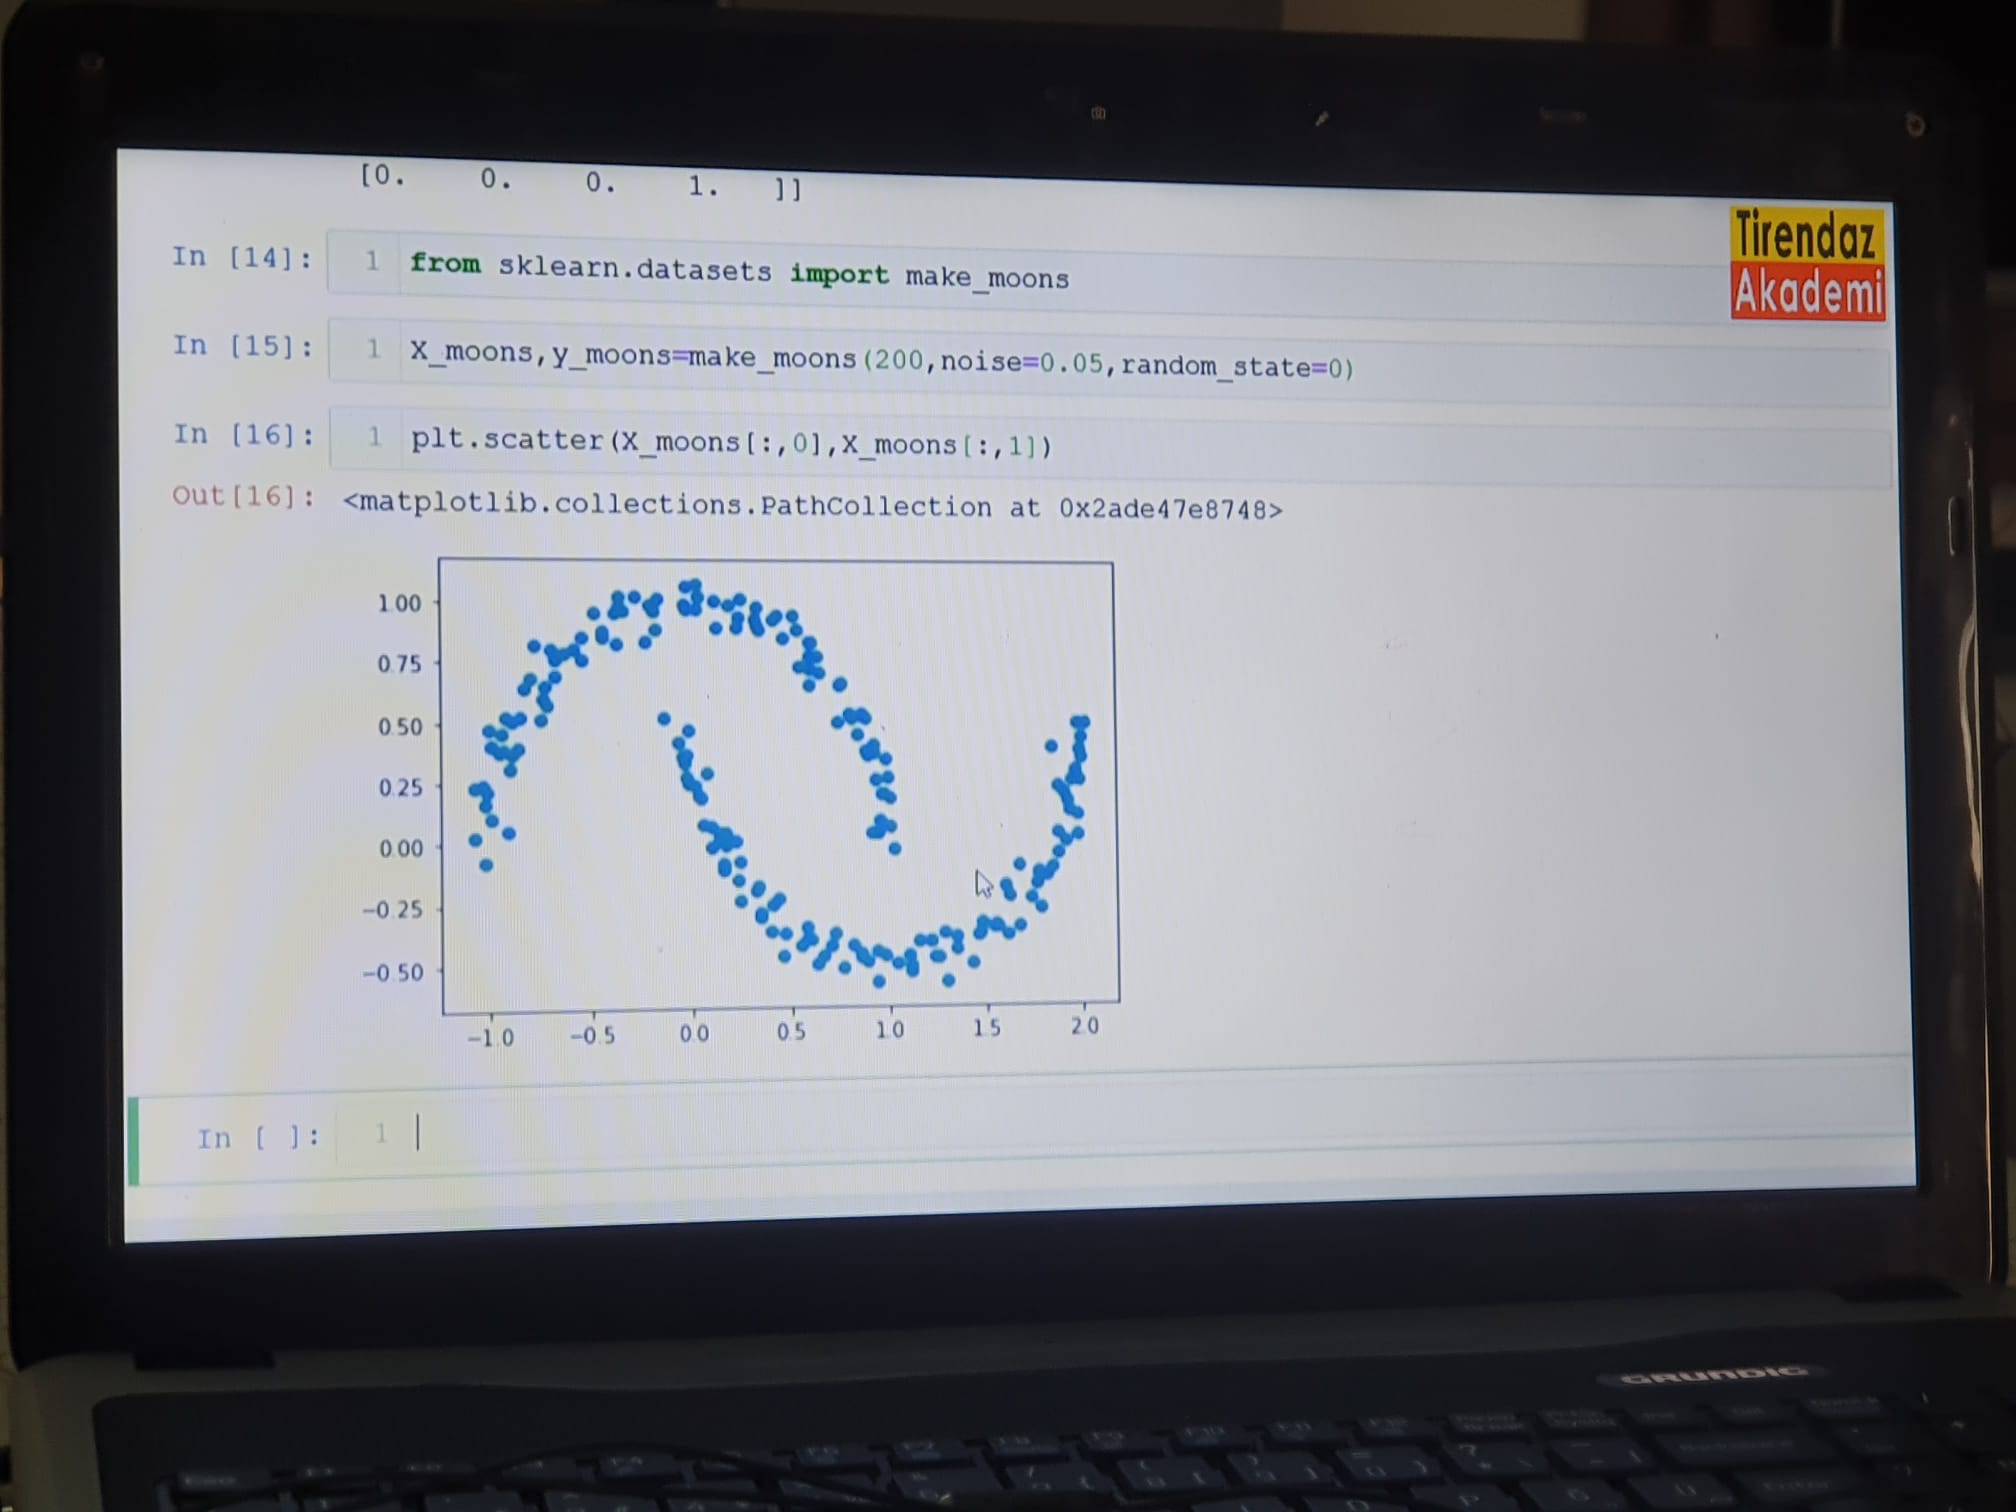 [0. 0. 0. 1. ]]
Tirendaz
Akademi
In [14]: 1 from sklearn.datasets import make_moons
In [15]: 1 X_moons,y_moons=make_moons(200,noise=0.05,random_state=0)
In [16]: 1 plt.scatter(X_moons[:,0],X_moons[:,1])
Out[16]: <matplotlib.collections.PathCollection at 0x2ade47e8748>
1.00
0.75
0.50
0.25
0.00
−0.25
−0.50
−1.0 −0.5 0.0 0.5 1.0 1.5 2.0
In [ ]: 1
GRUNDIG